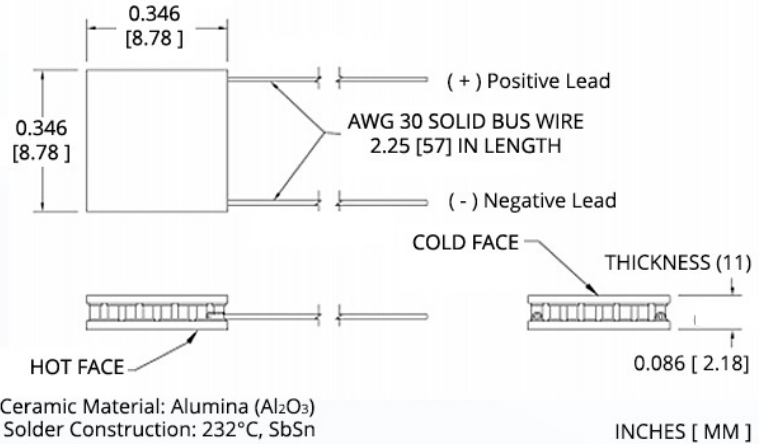 0.346
[8.78 ]
( + ) Positive Lead
0.346
[8.78 ]
AWG 30 SOLID BUS WIRE
2.25 [57] IN LENGTH
( - ) Negative Lead
COLD FACE
THICKNESS (11)
HOT FACE
0.086 [ 2.18]
Ceramic Material: Alumina (Al₂O₃)
Solder Construction: 232°C, SbSn
INCHES [ MM ]